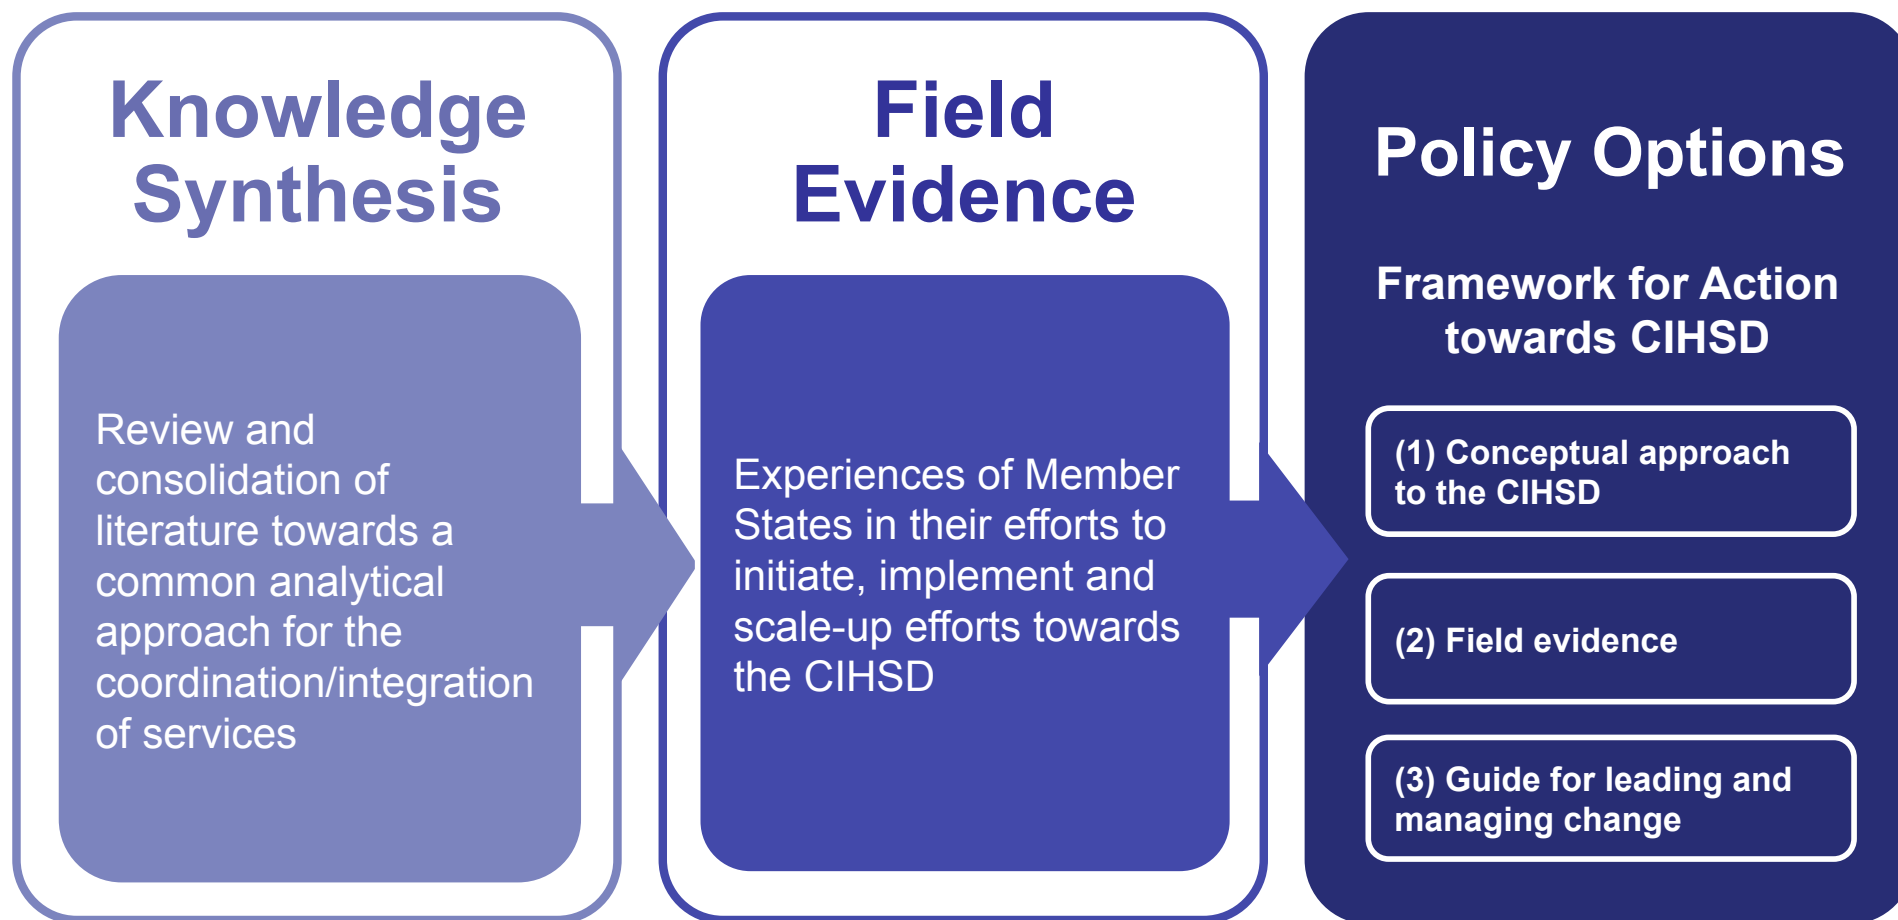 Knowledge
Synthesis
Review and
consolidation of
literature towards a
common analytical
approach for the
coordination/integration
of services
Field
Evidence
Experiences of Member
States in their efforts to
initiate, implement and
scale-up efforts towards
the CIHSD
Policy Options
Framework for Action
towards CIHSD
(1) Conceptual approach
to the CIHSD
(2) Field evidence
(3) Guide for leading and
managing change